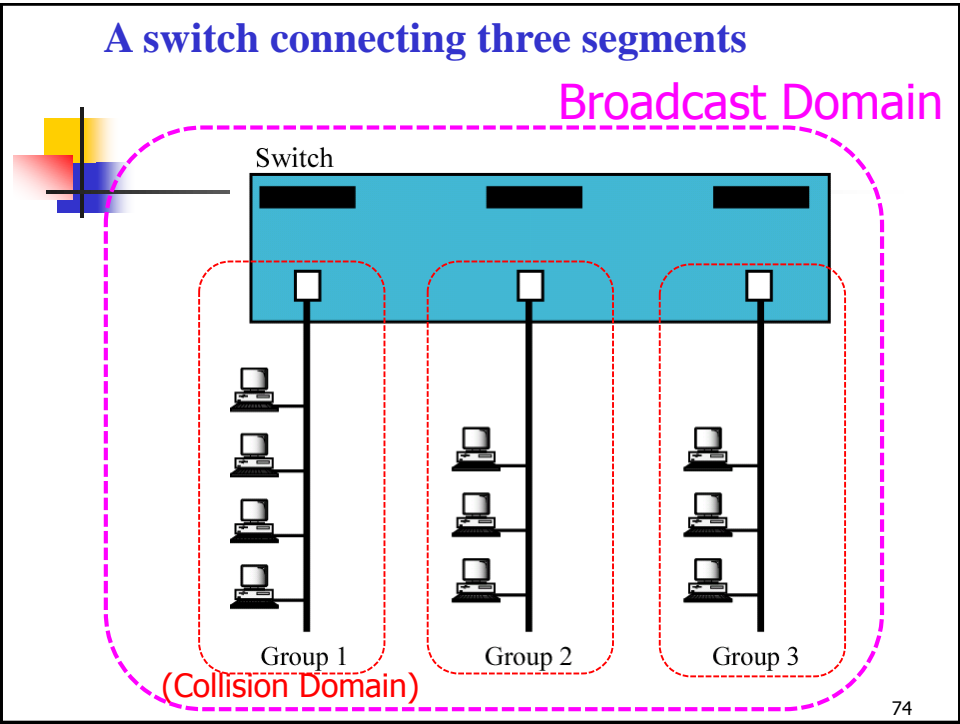 A switch connecting three segments
Broadcast Domain
Switch
Group 1
Group 2
Group 3
(Collision Domain)
74